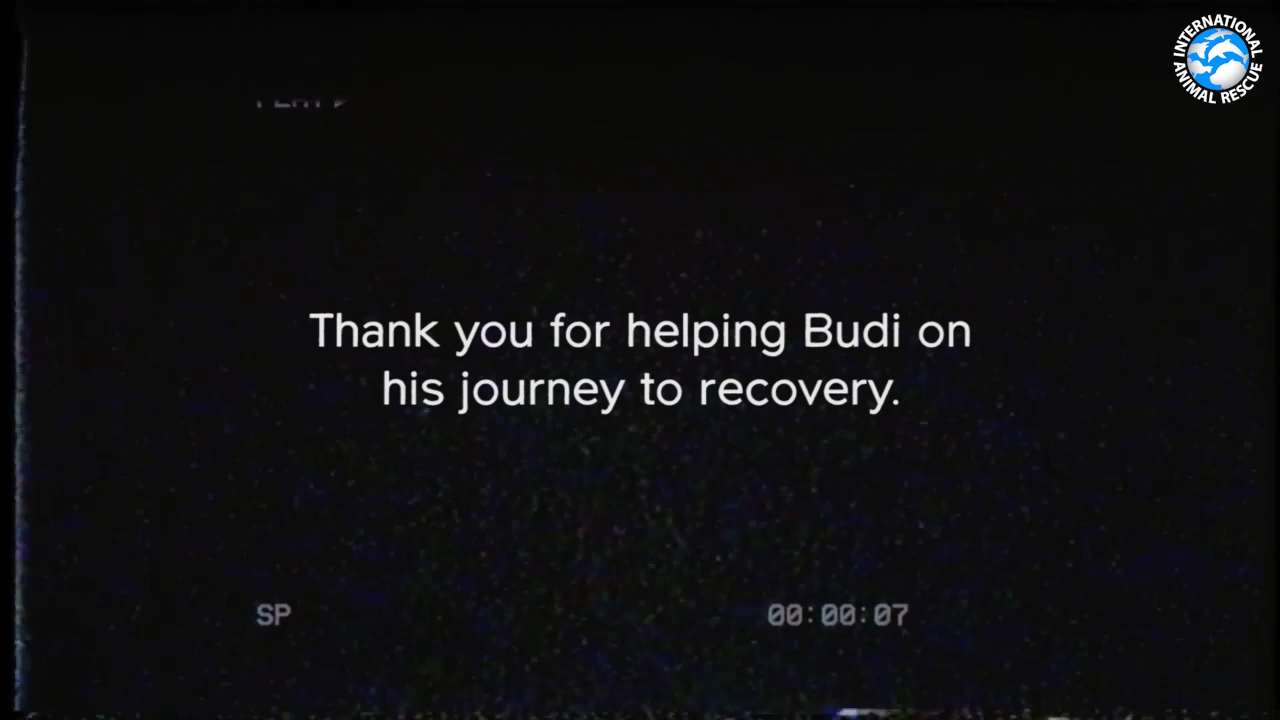 INTERNATIONAL
ANIMAL RESCUE
Thank you for helping Budi on
his journey to recovery.
SP
00:00:07